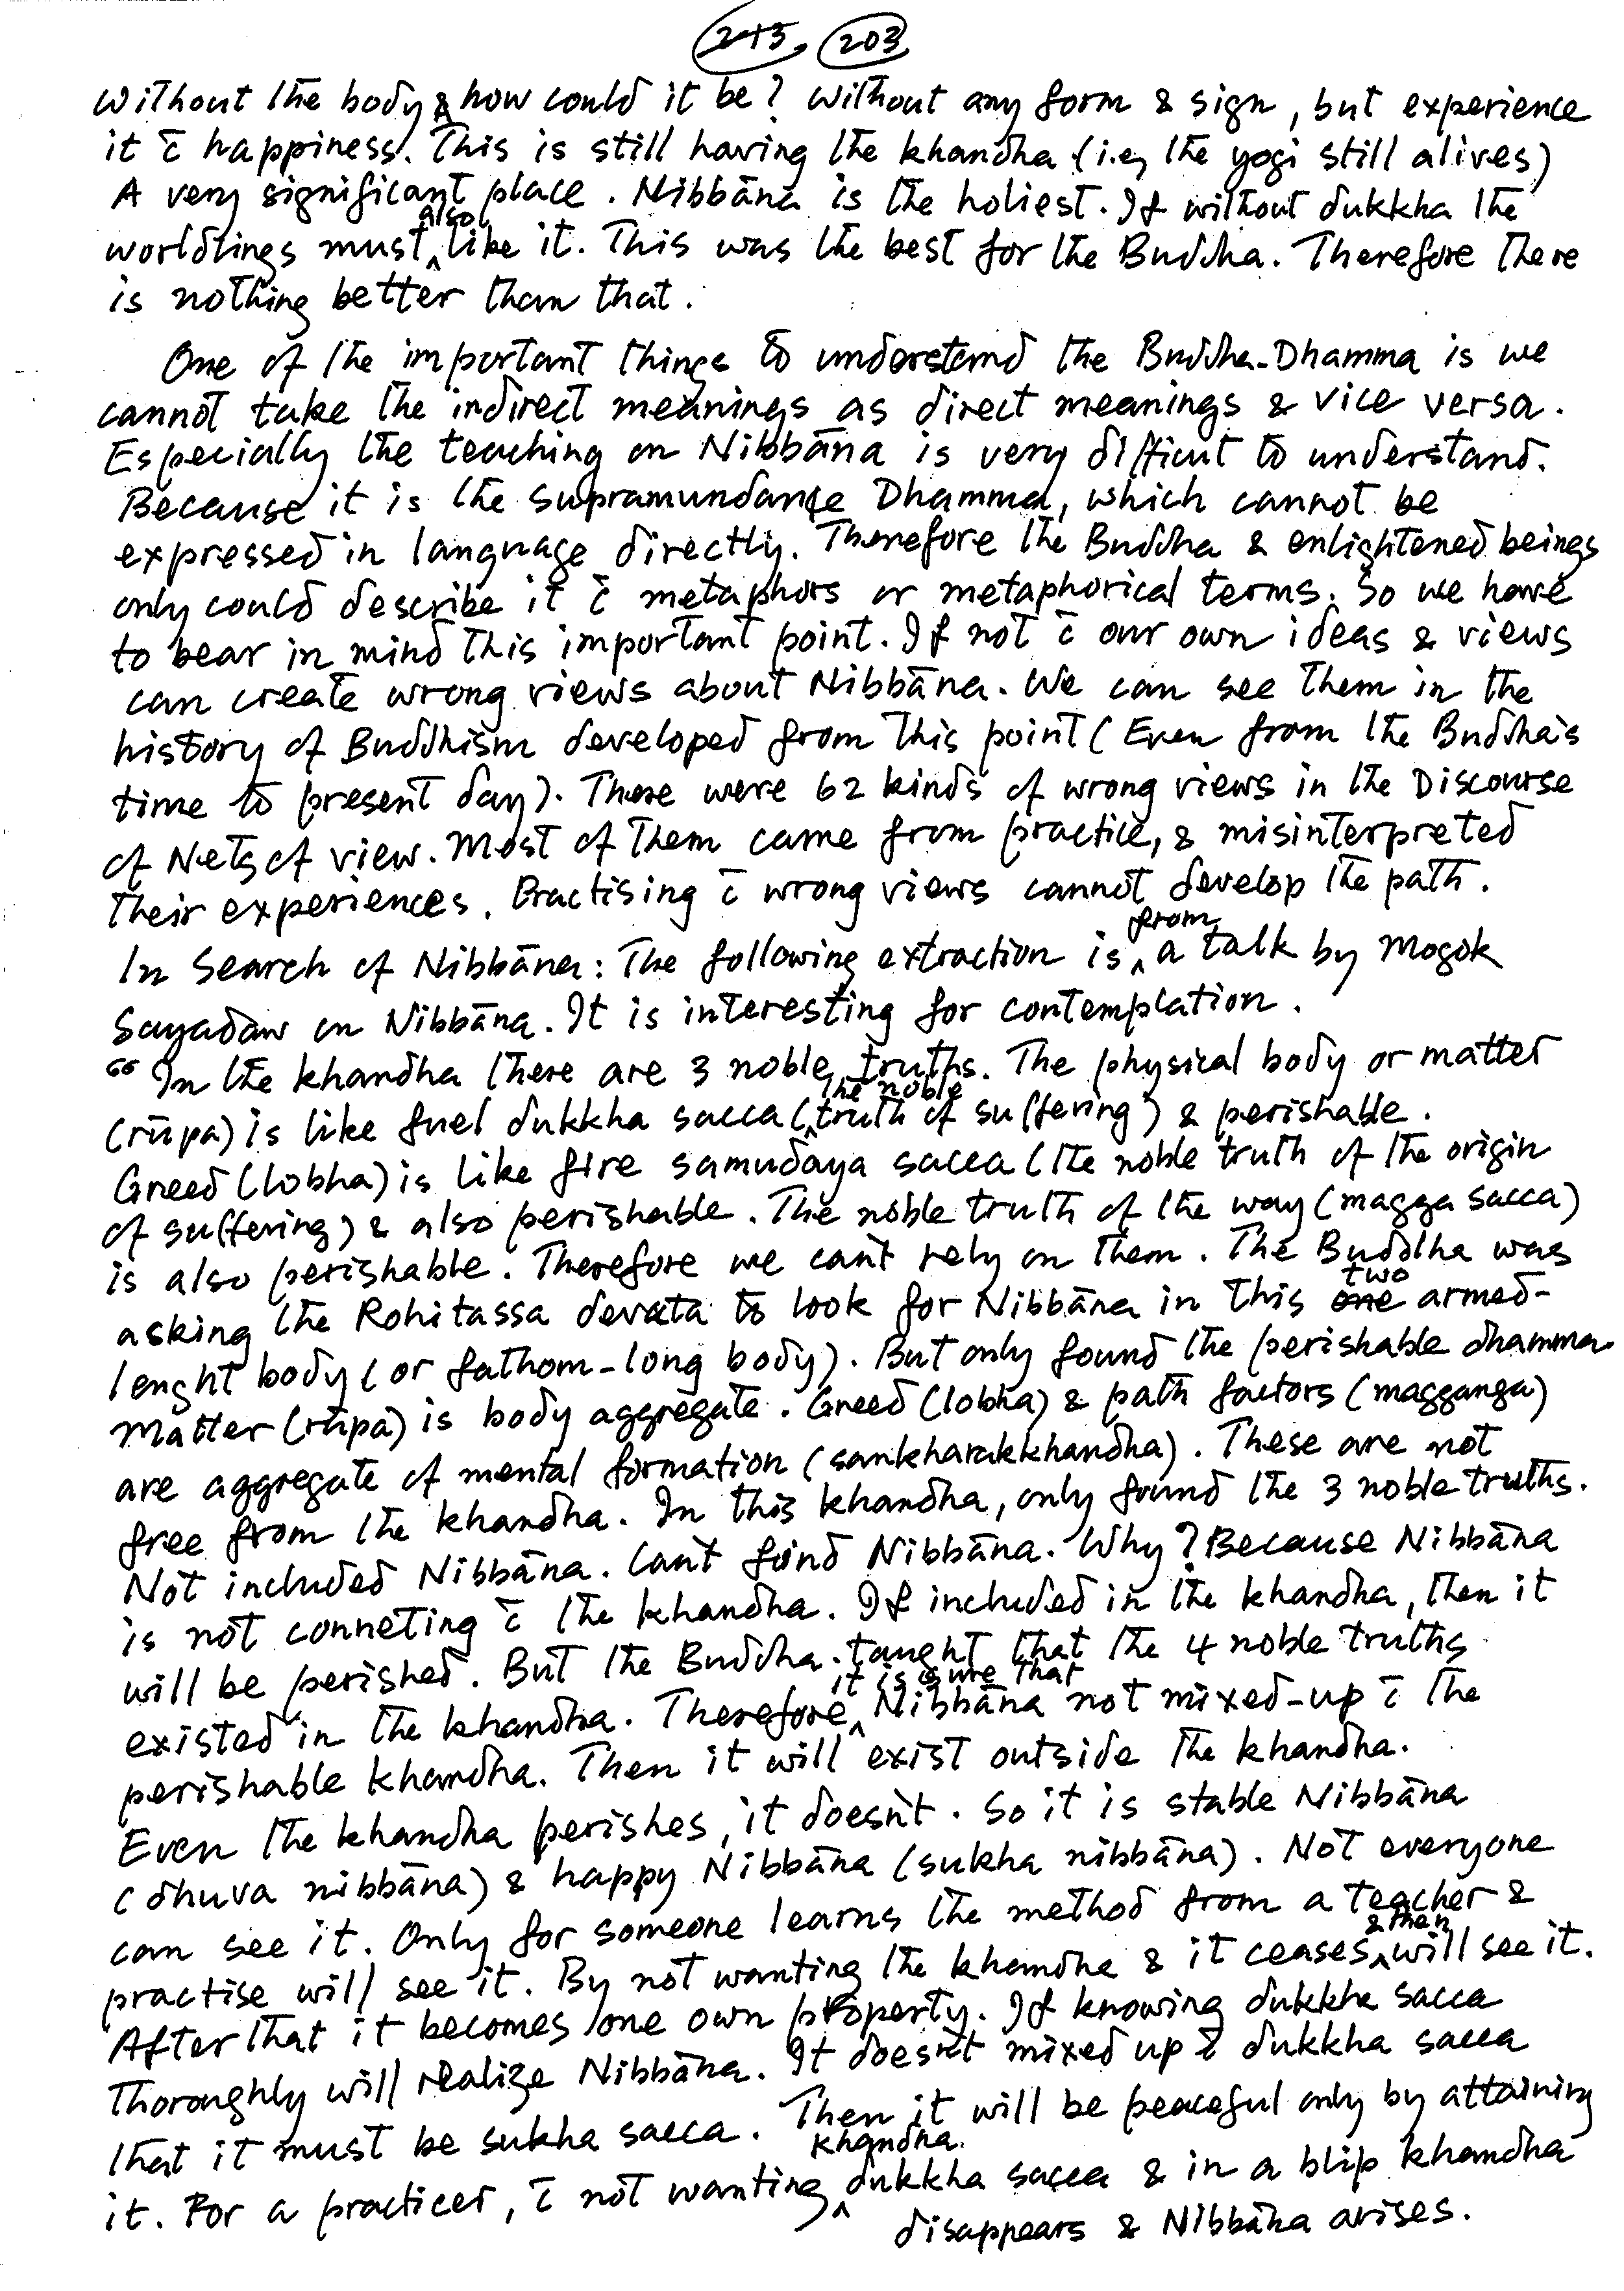 245, 203
without the body & how could it be? Without any form & sign, but experience
it c̄ happiness. This is still having the khandha (i.e, the yogi still alives)
A very significant place. Nibbāna is the holiest. If without dukkha the
worldlings must also like it. This was the best for the Buddha. Therefore there
is nothing better than that.
One of the important things to understand the Buddha-Dhamma is we
cannot take the indirect meanings as direct meanings & vice versa.
Especially the teaching on Nibbāna is very difficut to understand.
Because it is the supramundane Dhamma, which cannot be
expressed in language directly. Therefore the Buddha & enlightened beings
only could describe it c̄ metaphors or metaphorical terms. So we have
to bear in mind this important point. If not c̄ our own ideas & views
can create wrong views about Nibbāna. We can see them in the
history of Buddhism developed from this point (Even from the Buddha's
time to present day). There were 62 kinds of wrong views in the Discourse
of Nets of view. Most of them came from practice, & misinterpreted
their experiences. Practising c̄ wrong views cannot develop the path.
In Search of Nibbāna: The following extraction is from a talk by Mogok
Sayadaw on Nibbāna. It is interesting for contemplation.
"In the khandha there are 3 noble truths. The physical body or matter
(rūpa) is like fuel dukkha sacca (the noble truth of suffering) & perishable.
Greed (lobha) is like fire samudaya sacca (the noble truth of the origin
of suffering) & also perishable. The noble truth of the way (magga sacca)
is also perishable. Therefore we can't rely on them. The Buddha was
asking the Rohitassa devata to look for Nibbāna in this two armed-
lenght body (or fathom-long body). But only found the perishable dhamma.
Matter (rūpa) is body aggregate. Greed (lobha) & path factors (magganga)
are aggregate of mental formation (sankharakkhandha). These are not
free from the khandha. In this khandha, only found the 3 noble truths.
Not included Nibbāna. Can't find Nibbāna. Why? Because Nibbāna
is not conneting c̄ the khandha. If included in the khandha, then it
will be perished. But the Buddha taught that the 4 noble truths
existed in the khandha. Therefore it is sure that Nibbāna not mixed-up c̄ the
perishable khandha. Then it will exist outside the khandha.
Even the khandha perishes, it doesn't. So it is stable Nibbāna
(dhuva nibbāna) & happy Nibbāna (sukha nibbāna). Not everyone
can see it. Only for someone learns the method from a teacher &
practise will see it. By not wanting the khandha & it ceases & then will see it.
After that it becomes one own property. If knowing dukkha sacca
thoroughly will realize Nibbāna. It doesn't mixed up c̄ dukkha sacca
that it must be sukha sacca. Then it will be peaceful only by attaining
it. For a practicer, c̄ not wanting khandha dukkha sacca & in a blip khandha
disappears & Nibbāna arises.